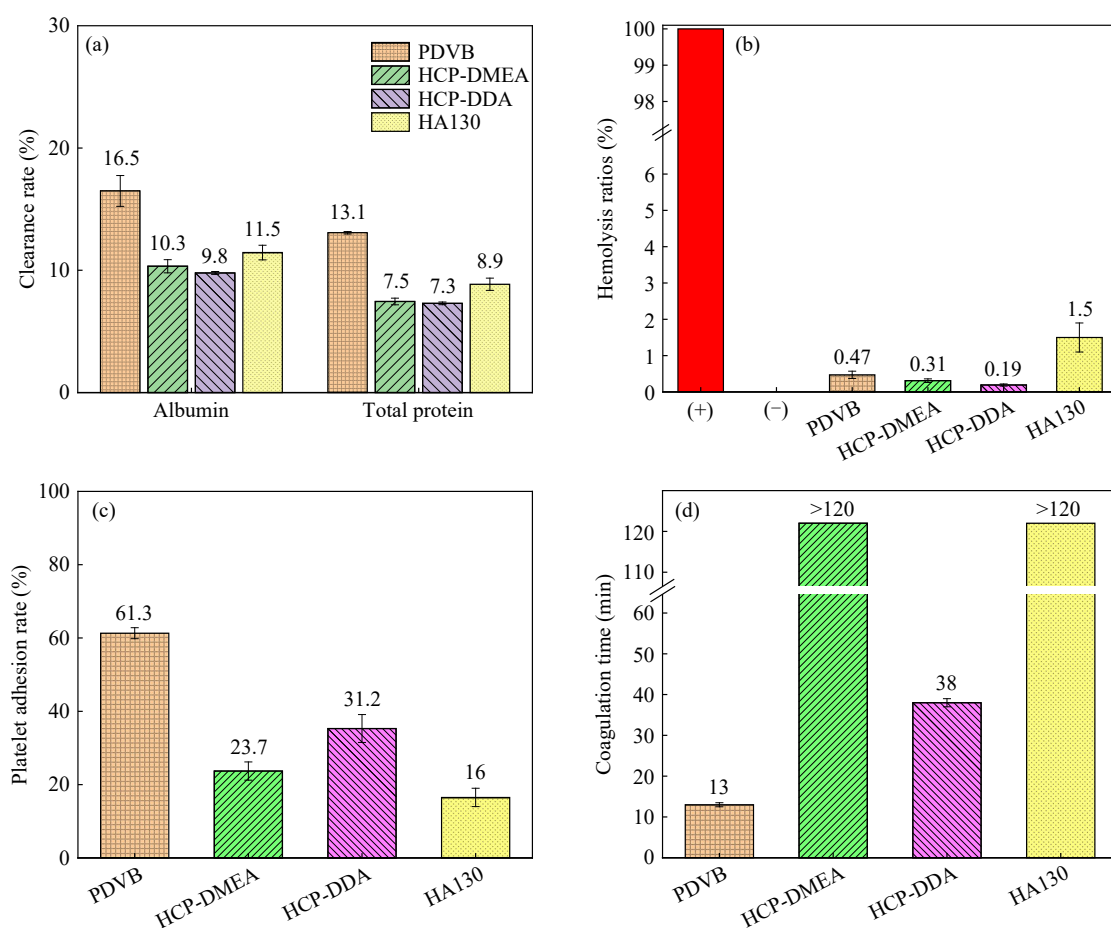 (a)
PDVB
HCP-DMEA
HCP-DDA
HA130
Clearance rate (%)
30
20
10
0
16.5
10.3
9.8
11.5
13.1
7.5
7.3
8.9
Albumin
Total protein
(b)
Hemolysis ratios (%)
100
99
98
6
5
4
3
2
1
0
0.47
0.31
0.19
1.5
(+)
(−)
PDVB
HCP-DMEA
HCP-DDA
HA130
(c)
Platelet adhesion rate (%)
100
80
60
40
20
0
61.3
23.7
31.2
16
PDVB
HCP-DMEA
HCP-DDA
HA130
(d)
Coagulation time (min)
120
110
60
50
40
30
20
10
0
13
>120
38
>120
PDVB
HCP-DMEA
HCP-DDA
HA130